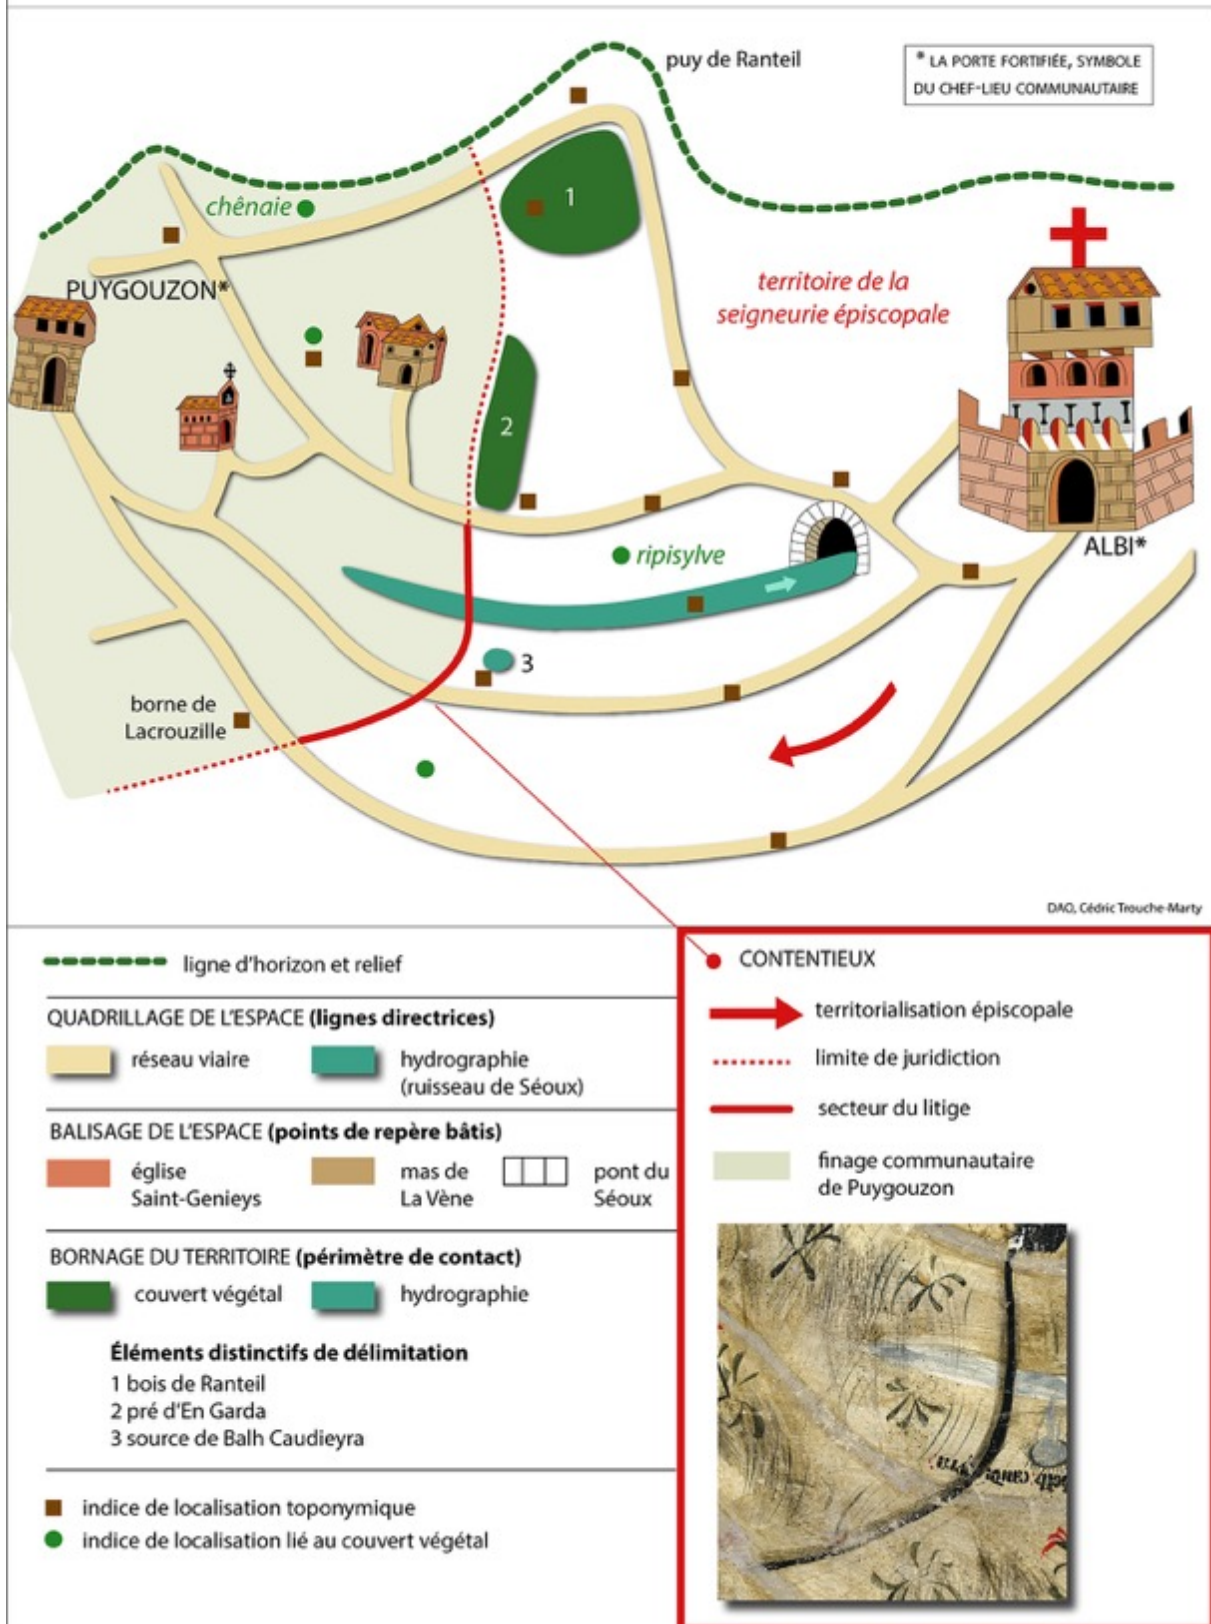 puy de Ranteil
* LA PORTE FORTIFIÉE, SYMBOLE
DU CHEF-LIEU COMMUNAUTAIRE
chênaie
1
PUYGOUZON*
territoire de la
seigneurie épiscopale
2
ALBI*
ripisylve
3
borne de
Lacrouzille
DAO, Cédric Trouche-Marty
ligne d'horizon et relief
QUADRILLAGE DE L'ESPACE (lignes directrices)
réseau viaire
hydrographie
(ruisseau de Séoux)
BALISAGE DE L'ESPACE (points de repère bâtis)
église
Saint-Genieys
mas de
La Vène
pont du
Séoux
BORNAGE DU TERRITOIRE (périmètre de contact)
couvert végétal
hydrographie
Éléments distinctifs de délimitation
1 bois de Ranteil
2 pré d'En Garda
3 source de Balh Caudieyra
indice de localisation toponymique
indice de localisation lié au couvert végétal
CONTENTIEUX
territorialisation épiscopale
limite de juridiction
secteur du litige
finage communautaire
de Puygouzon